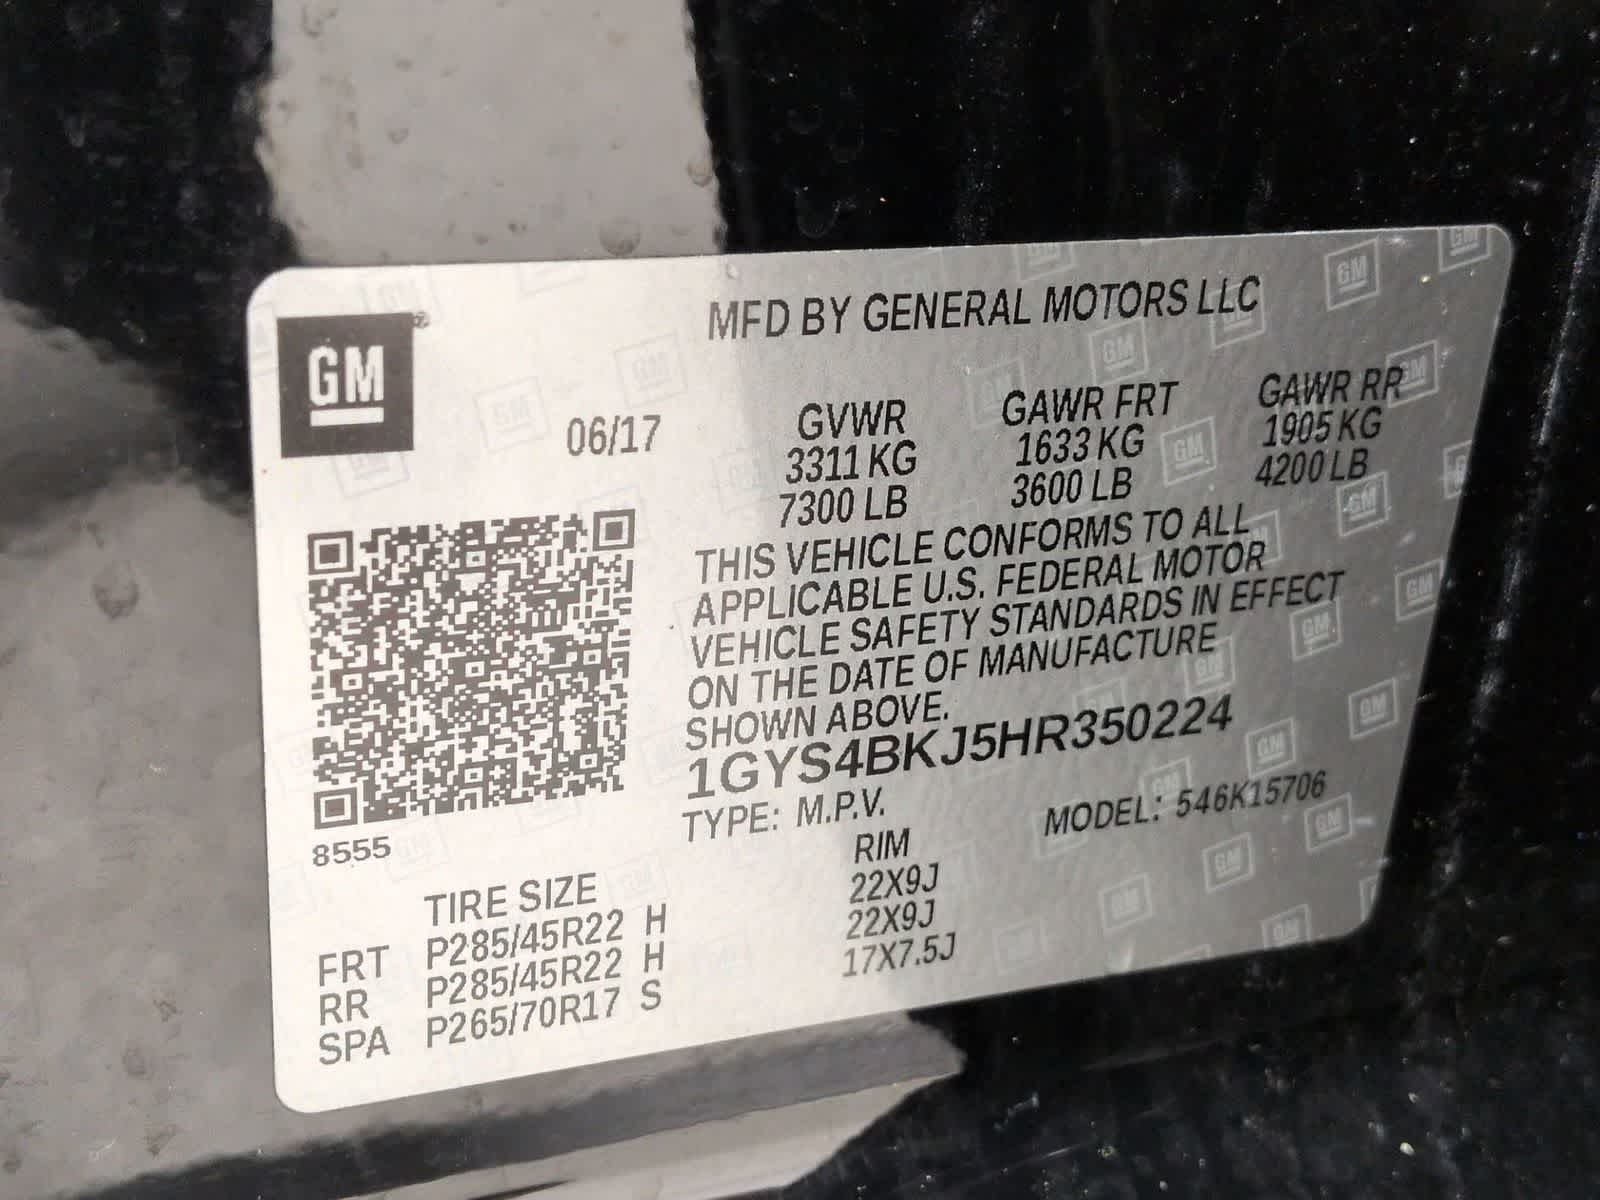 MFD BY GENERAL MOTORS LLC
GM
06/17
GVWR GAWR FRT GAWR RR
3311 KG 1633 KG 1905 KG
7300 LB 3600 LB 4200 LB
THIS VEHICLE CONFORMS TO ALL
APPLICABLE U.S. FEDERAL MOTOR
VEHICLE SAFETY STANDARDS IN EFFECT
ON THE DATE OF MANUFACTURE
SHOWN ABOVE.
1GYS4BKJ5HR350224
TYPE: M.P.V. MODEL: 546K15706
8555
TIRE SIZE RIM
FRT P285/45R22 H 22X9J
RR P285/45R22 H 22X9J
SPA P265/70R17 S 17X7.5J